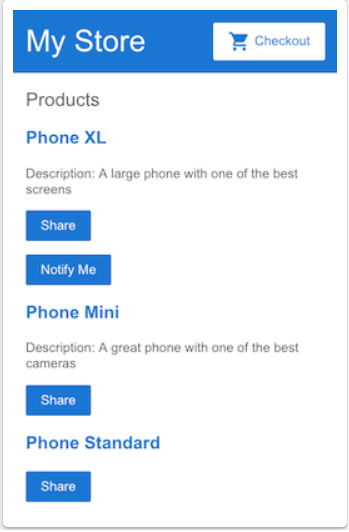 My Store
Checkout
Products
Phone XL
Description: A large phone with one of the best
screens
Share
Notify Me
Phone Mini
Description: A great phone with one of the best
cameras
Share
Phone Standard
Share